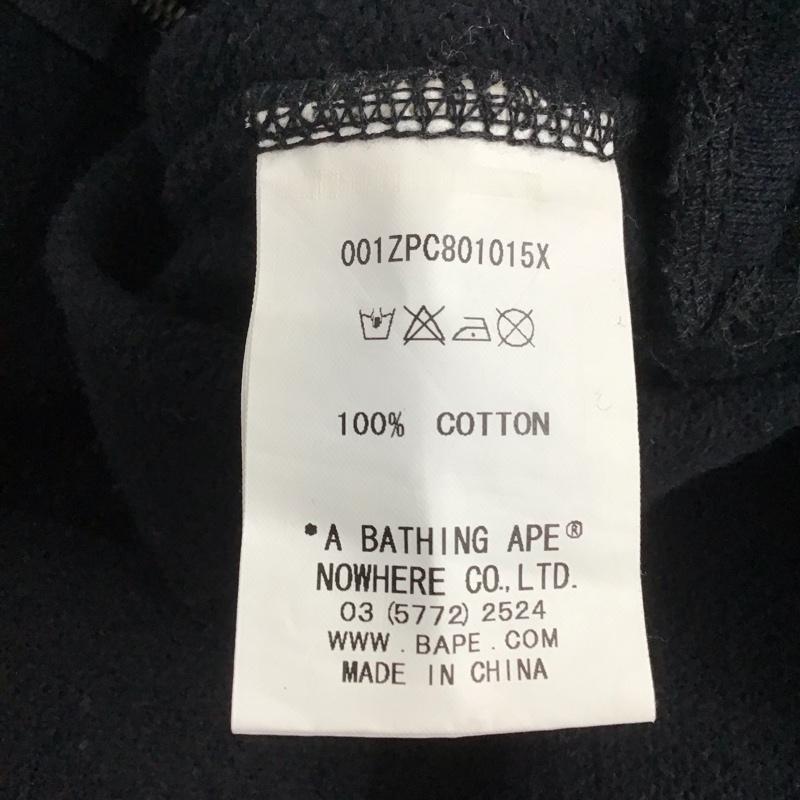 001ZPC801015X
100% COTTON
*A BATHING APE®
NOWHERE CO., LTD.
03 (5772) 2524
WWW . BAPE . COM
MADE IN CHINA